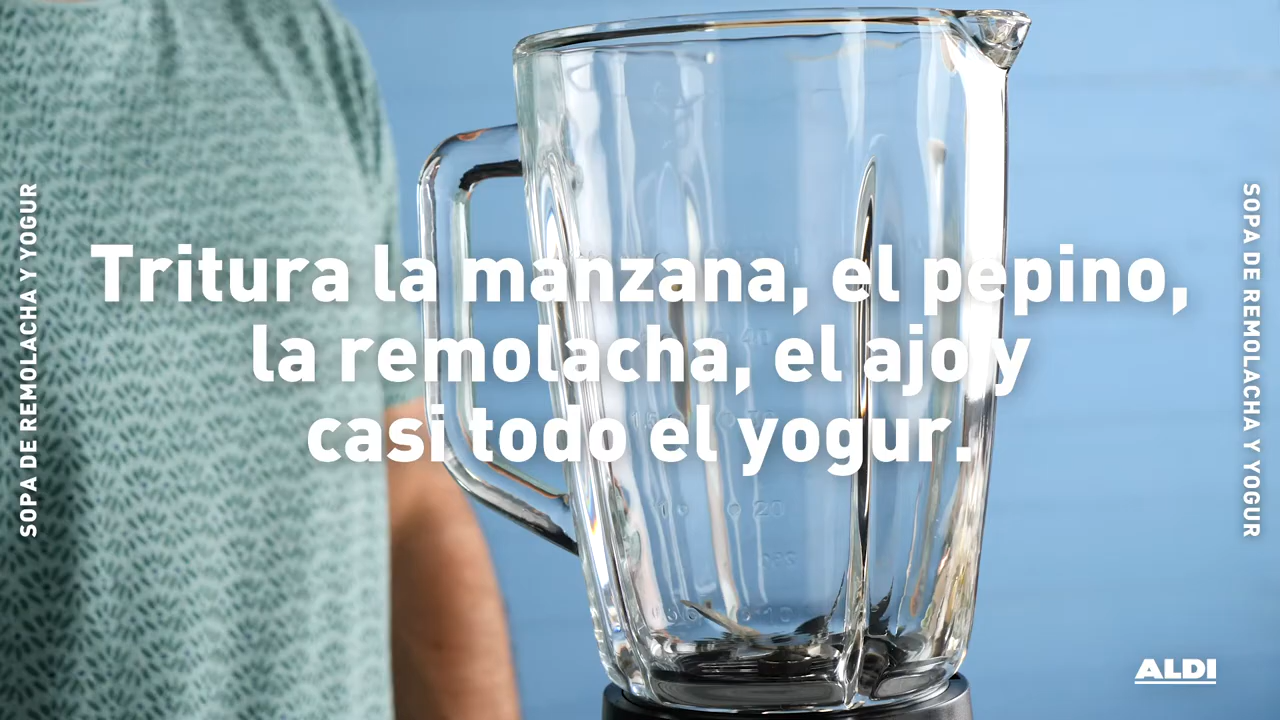 SOPA DE REMOLACHA Y YOGUR
Tritura la manzana, el pepino,
la remolacha, el ajo y
casi todo el yogur.
SOPA DE REMOLACHA Y YOGUR
ALDI